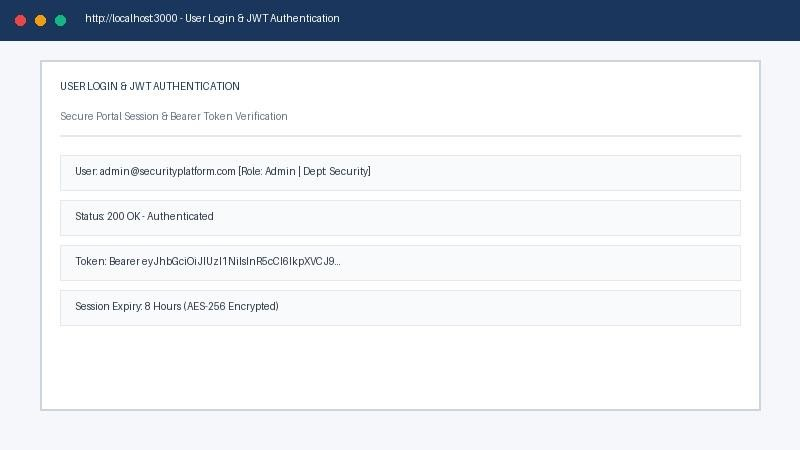 http://localhost:3000 - User Login & JWT Authentication
USER LOGIN & JWT AUTHENTICATION
Secure Portal Session & Bearer Token Verification
User: admin@securityplatform.com [Role: Admin | Dept: Security]
Status: 200 OK - Authenticated
Token: Bearer eyJhbGciOiJIUzI1NiIsInR5cCI6IkpXVCJ9...
Session Expiry: 8 Hours (AES-256 Encrypted)